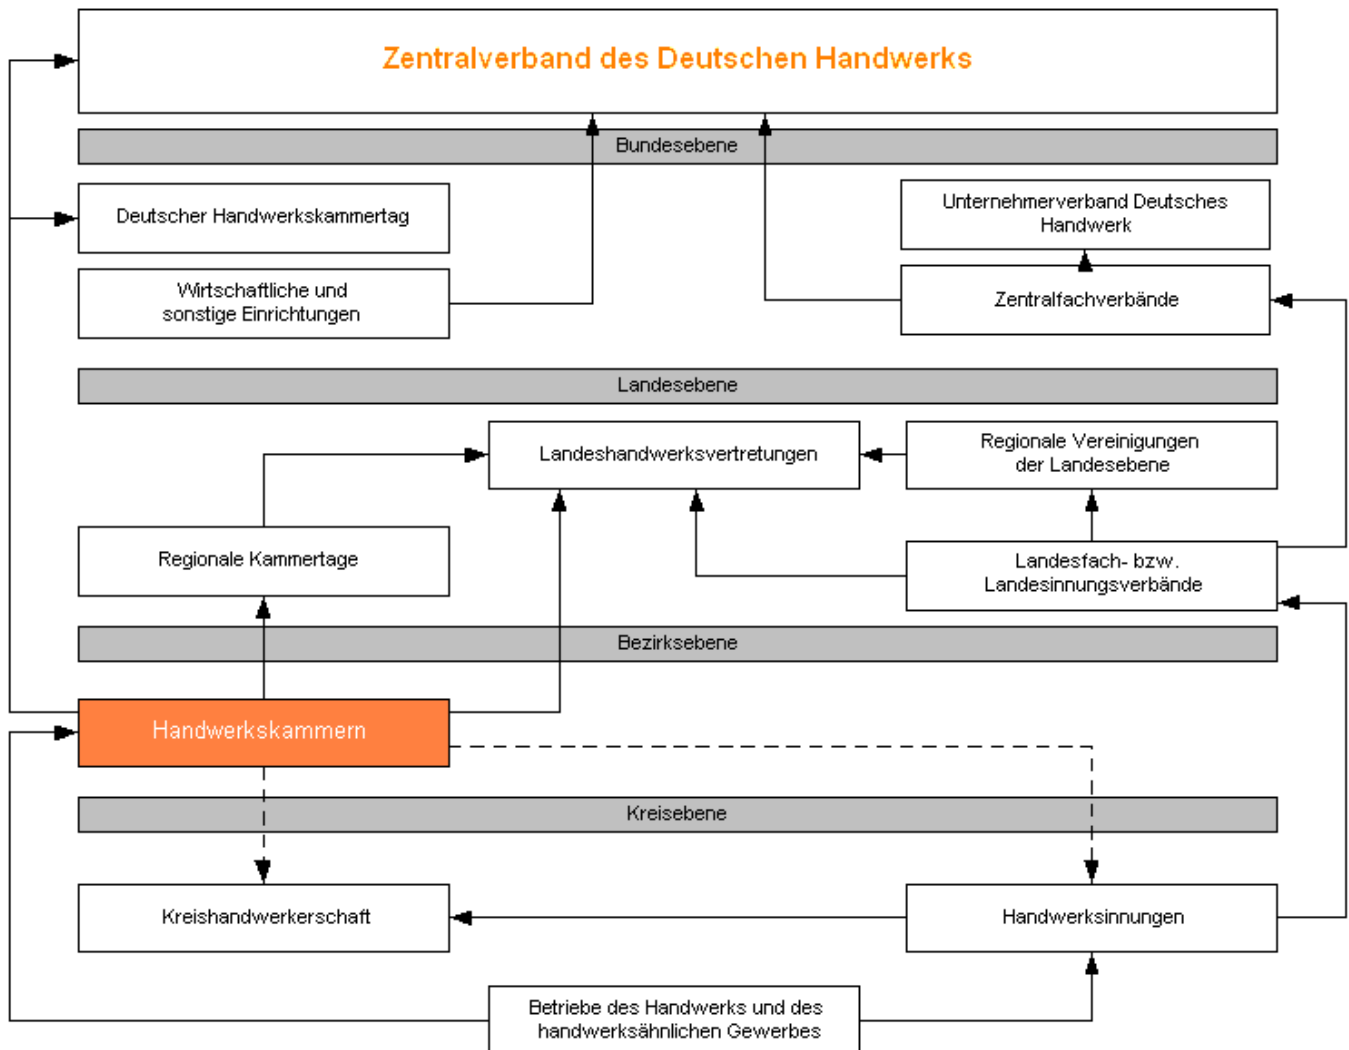 Zentralverband des Deutschen Handwerks
Bundesebene
Deutscher Handwerkskammertag
Unternehmerverband Deutsches
Handwerk
Wirtschaftliche und
sonstige Einrichtungen
Zentralfachverbände
Landesebene
Landeshandwerksvertretungen
Regionale Vereinigungen
der Landesebene
Regionale Kammertage
Landesfach- bzw.
Landesinnungsverbände
Bezirksebene
Handwerkskammern
Kreisebene
Kreishandwerkerschaft
Handwerksinnungen
Betriebe des Handwerks und des
handwerksähnlichen Gewerbes